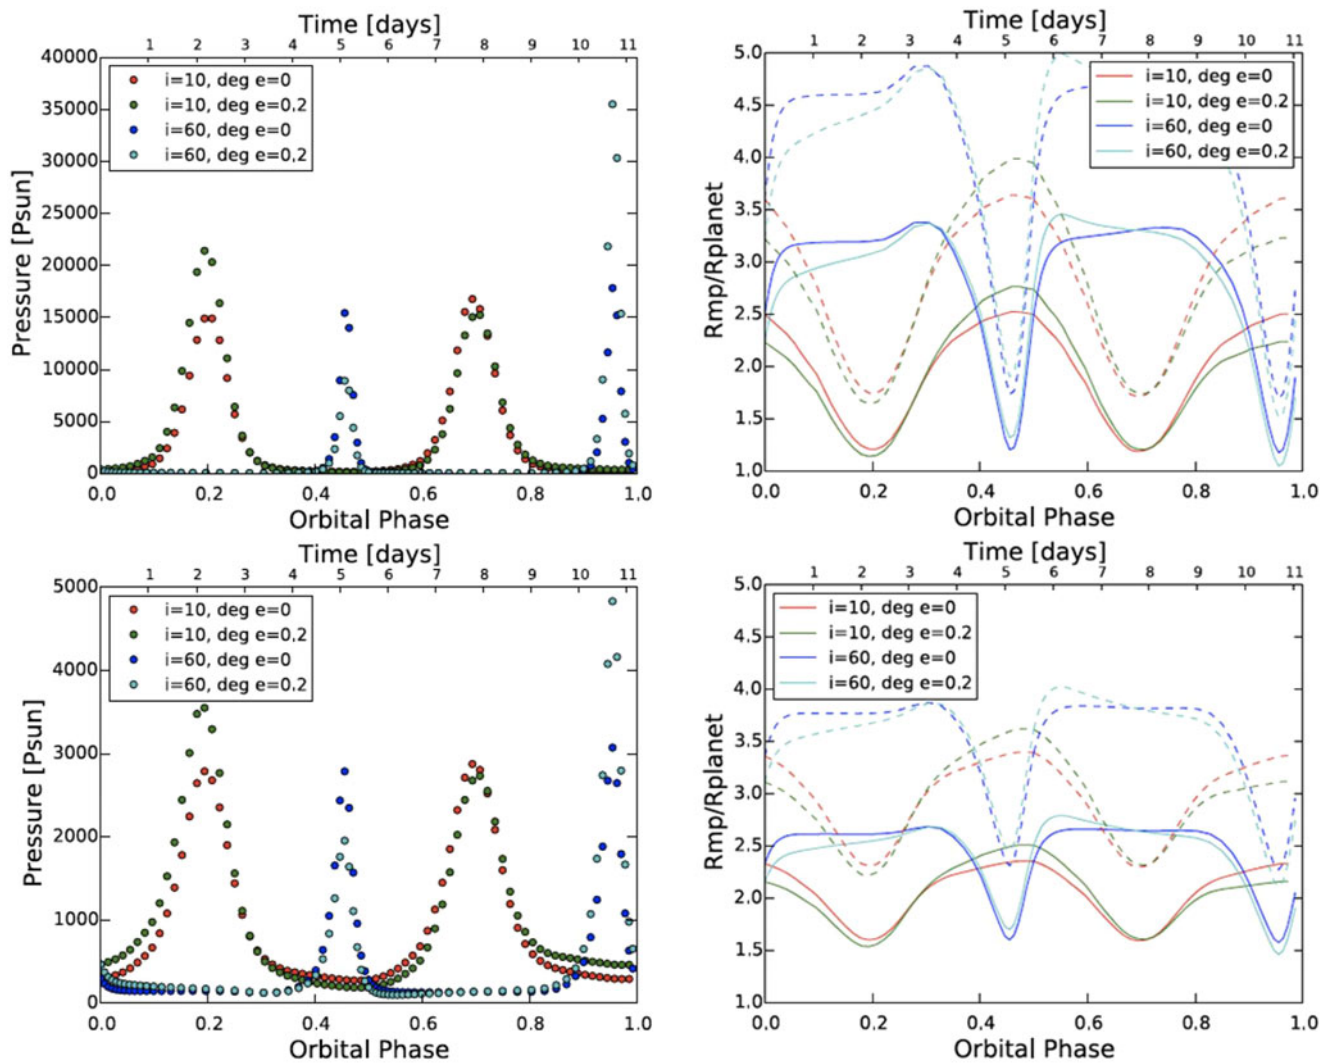 Time [days]
1 2 3 4 5 6 7 8 9 10 11
40000
35000
30000
25000
20000
15000
10000
5000
0
Pressure [Psun]
i=10, deg e=0
i=10, deg e=0.2
i=60, deg e=0
i=60, deg e=0.2
0.0 0.2 0.4 0.6 0.8 1.0
Orbital Phase
Time [days]
1 2 3 4 5 6 7 8 9 10 11
5.0
4.5
4.0
3.5
3.0
2.5
2.0
1.5
1.0
Rmp/Rplanet
i=10, deg e=0
i=10, deg e=0.2
i=60, deg e=0
i=60, deg e=0.2
0.0 0.2 0.4 0.6 0.8 1.0
Orbital Phase
Time [days]
1 2 3 4 5 6 7 8 9 10 11
5000
4000
3000
2000
1000
0
Pressure [Psun]
i=10, deg e=0
i=10, deg e=0.2
i=60, deg e=0
i=60, deg e=0.2
0.0 0.2 0.4 0.6 0.8 1.0
Orbital Phase
Time [days]
1 2 3 4 5 6 7 8 9 10 11
5.0
4.5
4.0
3.5
3.0
2.5
2.0
1.5
1.0
Rmp/Rplanet
i=10, deg e=0
i=10, deg e=0.2
i=60, deg e=0
i=60, deg e=0.2
0.0 0.2 0.4 0.6 0.8 1.0
Orbital Phase